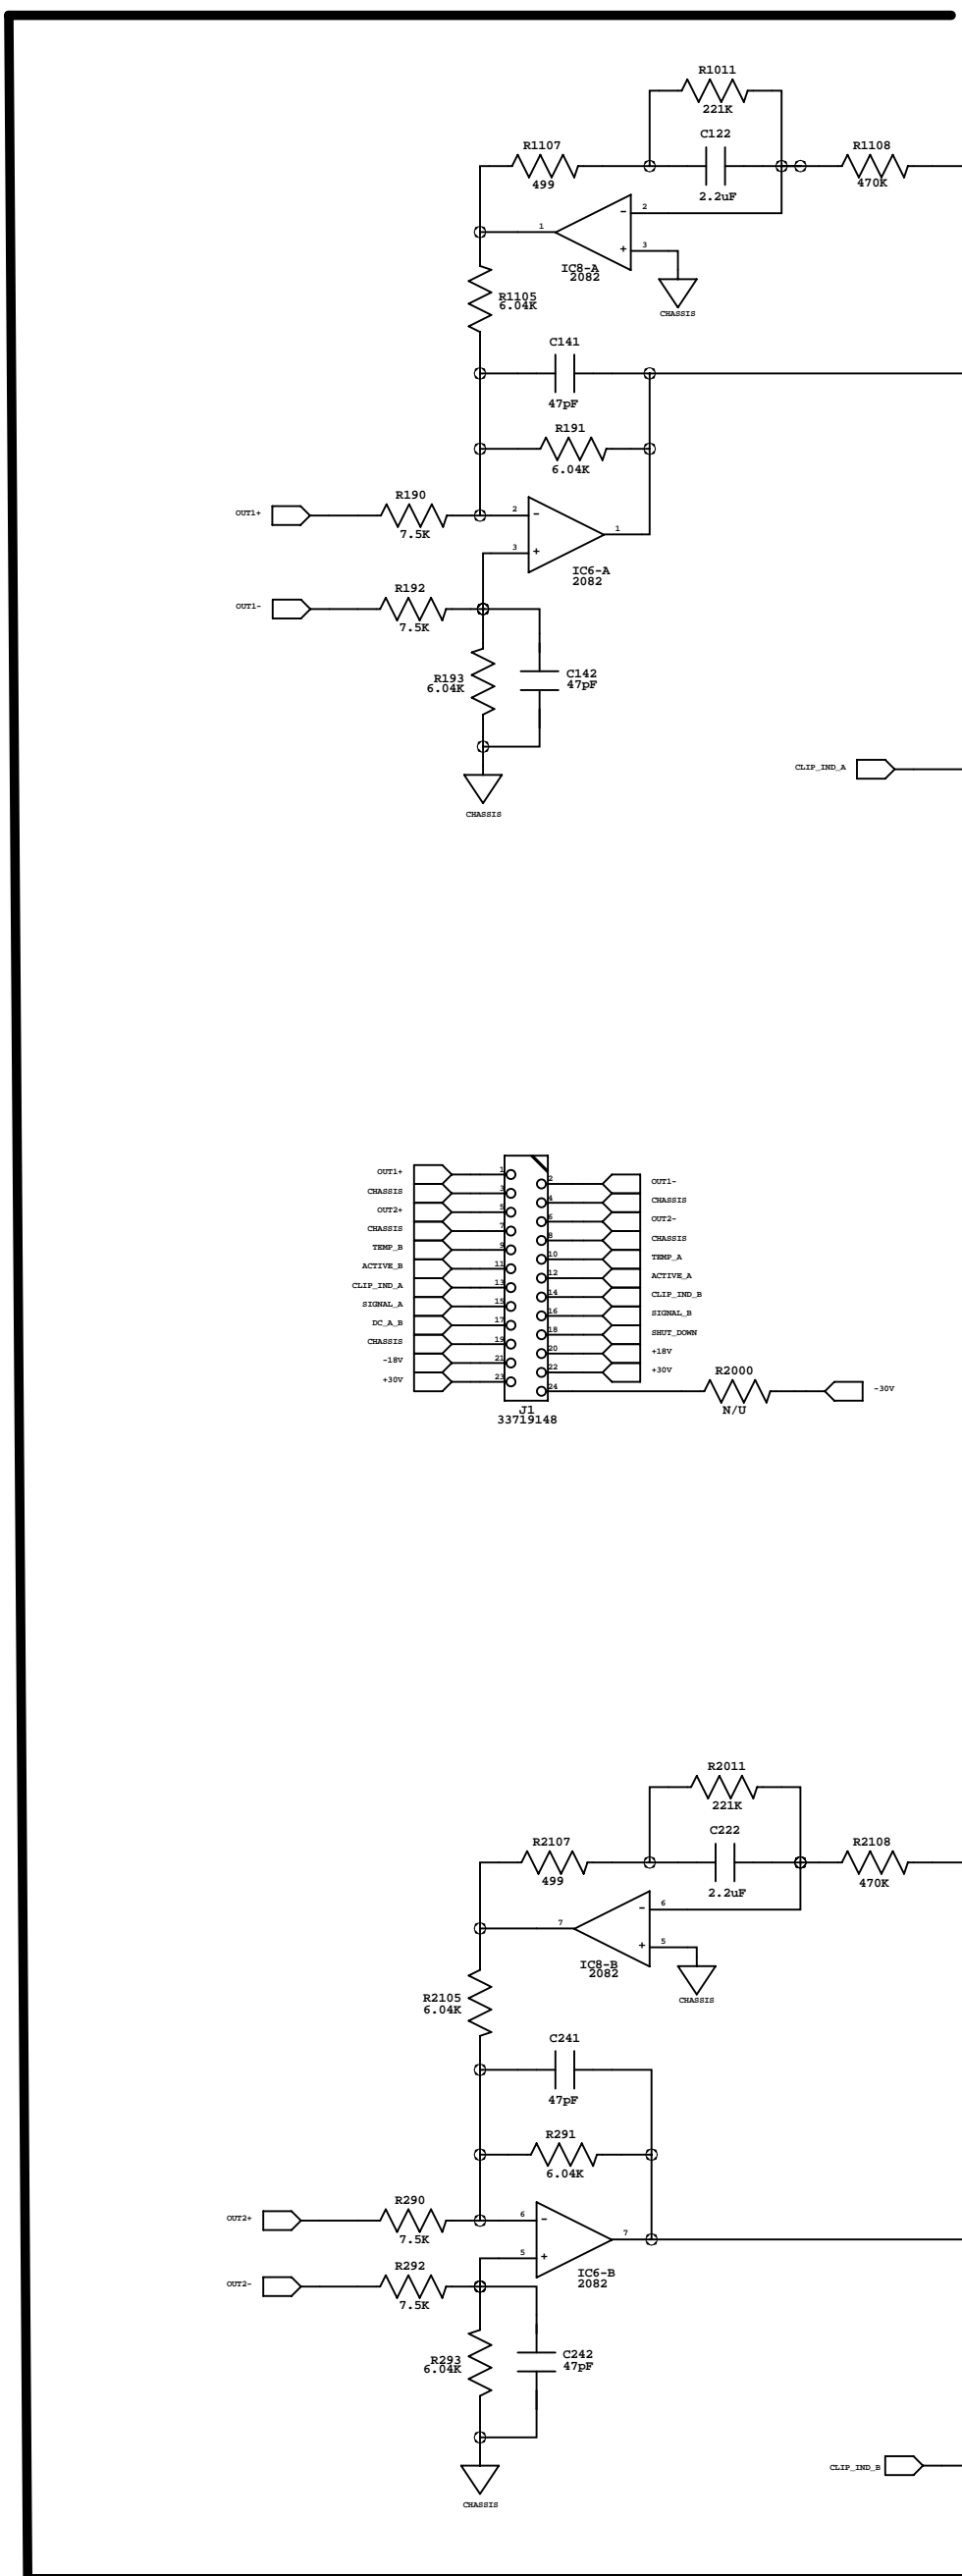 R1011
221K
C122
2.2uF
R1107
499
R1108
470K
2
-
1
3
+
IC8-A
2082
CHASSIS
R1105
6.04K
C141
47pF
R191
6.04K
OUT1+
R190
7.5K
2
-
1
3
+
IC6-A
2082
OUT1-
R192
7.5K
R193
6.04K
C142
47pF
CHASSIS
CLIP_IND_A
OUT1+ 1
2 OUT1-
CHASSIS 3
4 CHASSIS
OUT2+ 5
6 OUT2-
CHASSIS 7
8 CHASSIS
TEMP_B 9
10 TEMP_A
ACTIVE_B 11
12 ACTIVE_A
CLIP_IND_A 13
14 CLIP_IND_B
SIGNAL_A 15
16 SIGNAL_B
DC_A_B 17
18 SHUT_DOWN
CHASSIS 19
20 +18V
-18V 21
22 +30V
+30V 23
24
R2000
N/U
-30V
J1
33719148
R2011
221K
C222
2.2uF
R2107
499
R2108
470K
6
-
7
5
+
IC8-B
2082
CHASSIS
R2105
6.04K
C241
47pF
R291
6.04K
OUT2+
R290
7.5K
6
-
7
5
+
IC6-B
2082
OUT2-
R292
7.5K
R293
6.04K
C242
47pF
CHASSIS
CLIP_IND_B